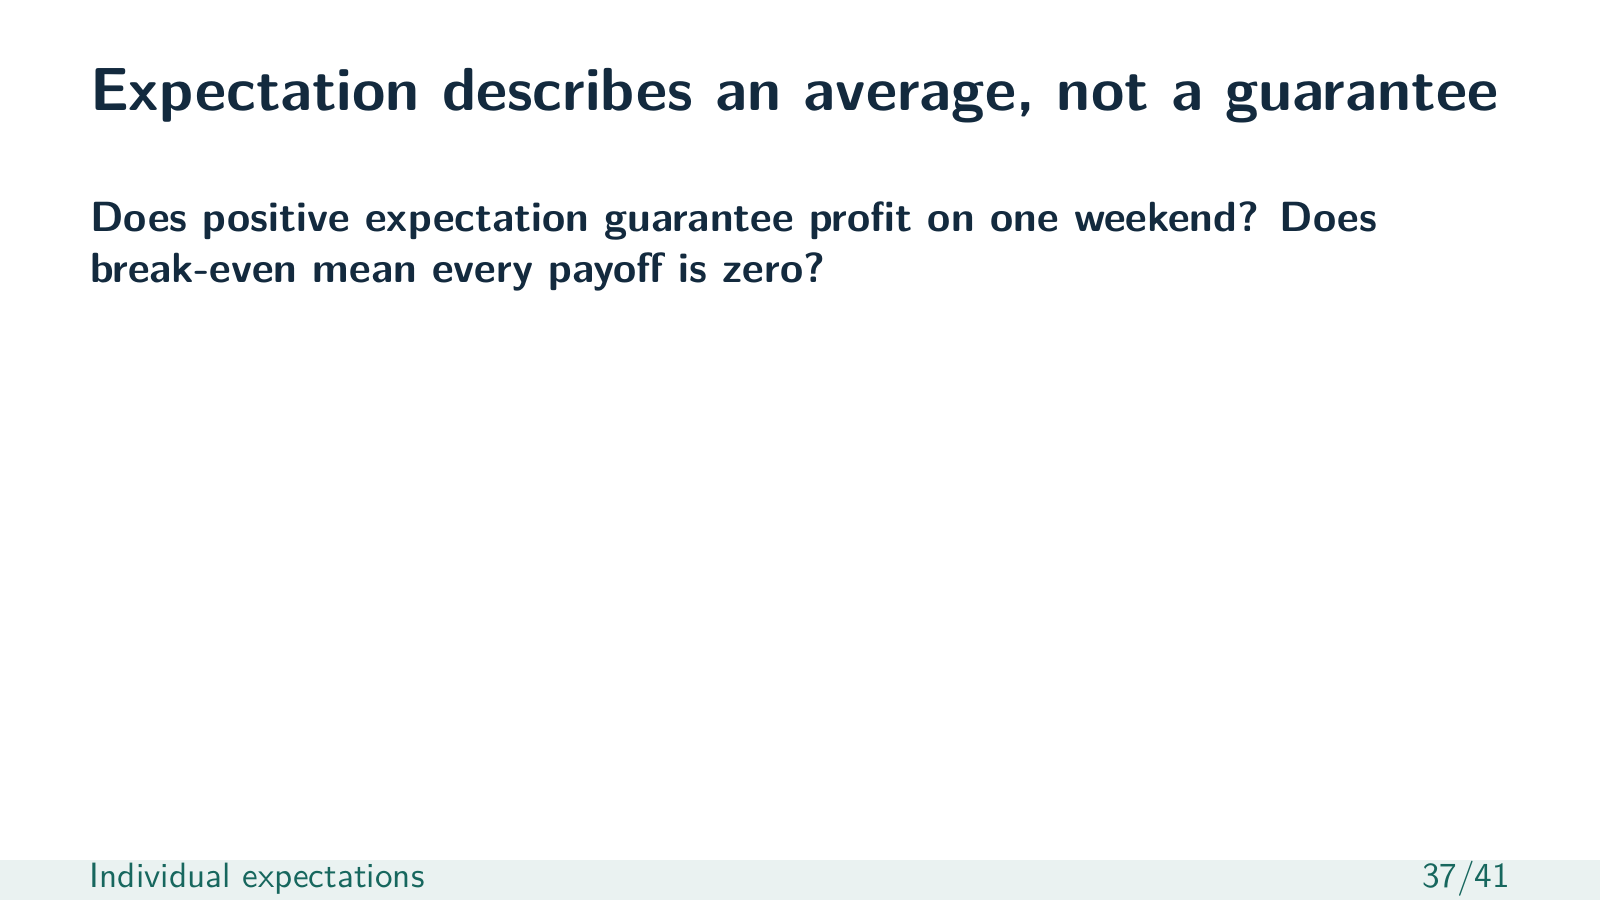 Expectation describes an average, not a guarantee
Does positive expectation guarantee profit on one weekend? Does
break-even mean every payoff is zero?
Individual expectations
37/41